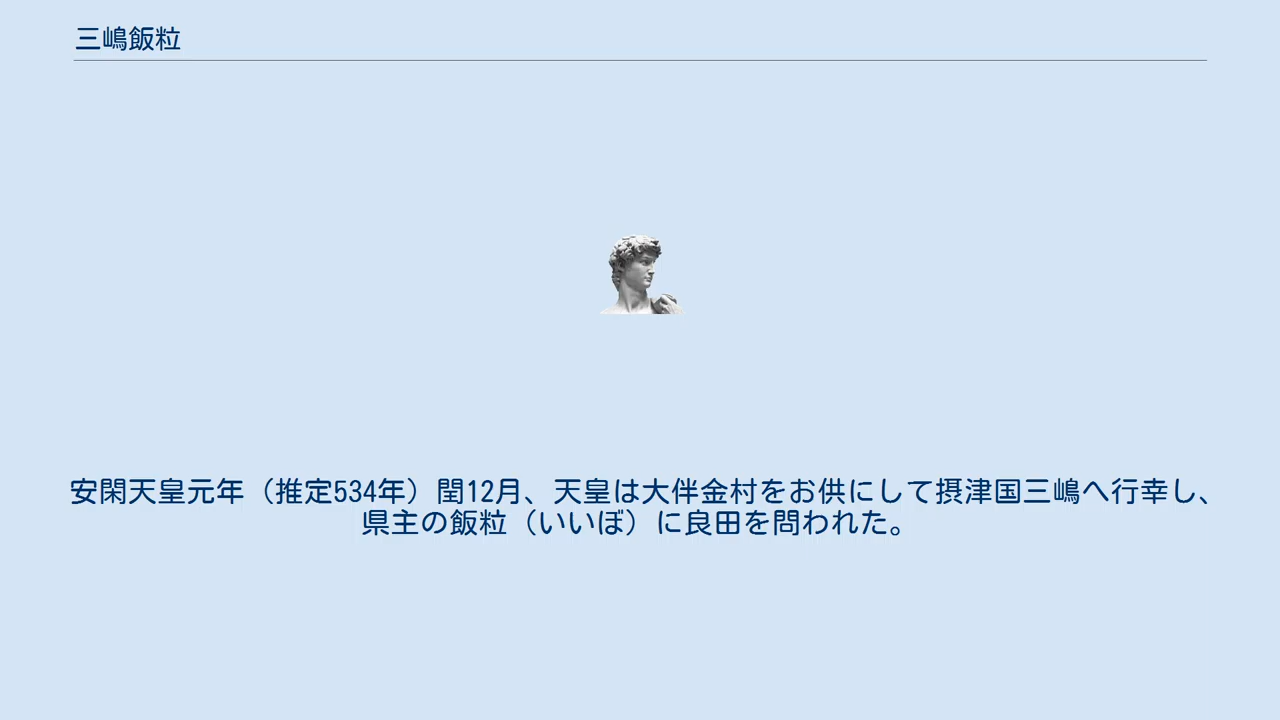 三嶋飯粒
安閑天皇元年（推定534年）閏12月、天皇は大伴金村をお供にして摂津国三嶋へ行幸し、
県主の飯粒（いいぼ）に良田を問われた。